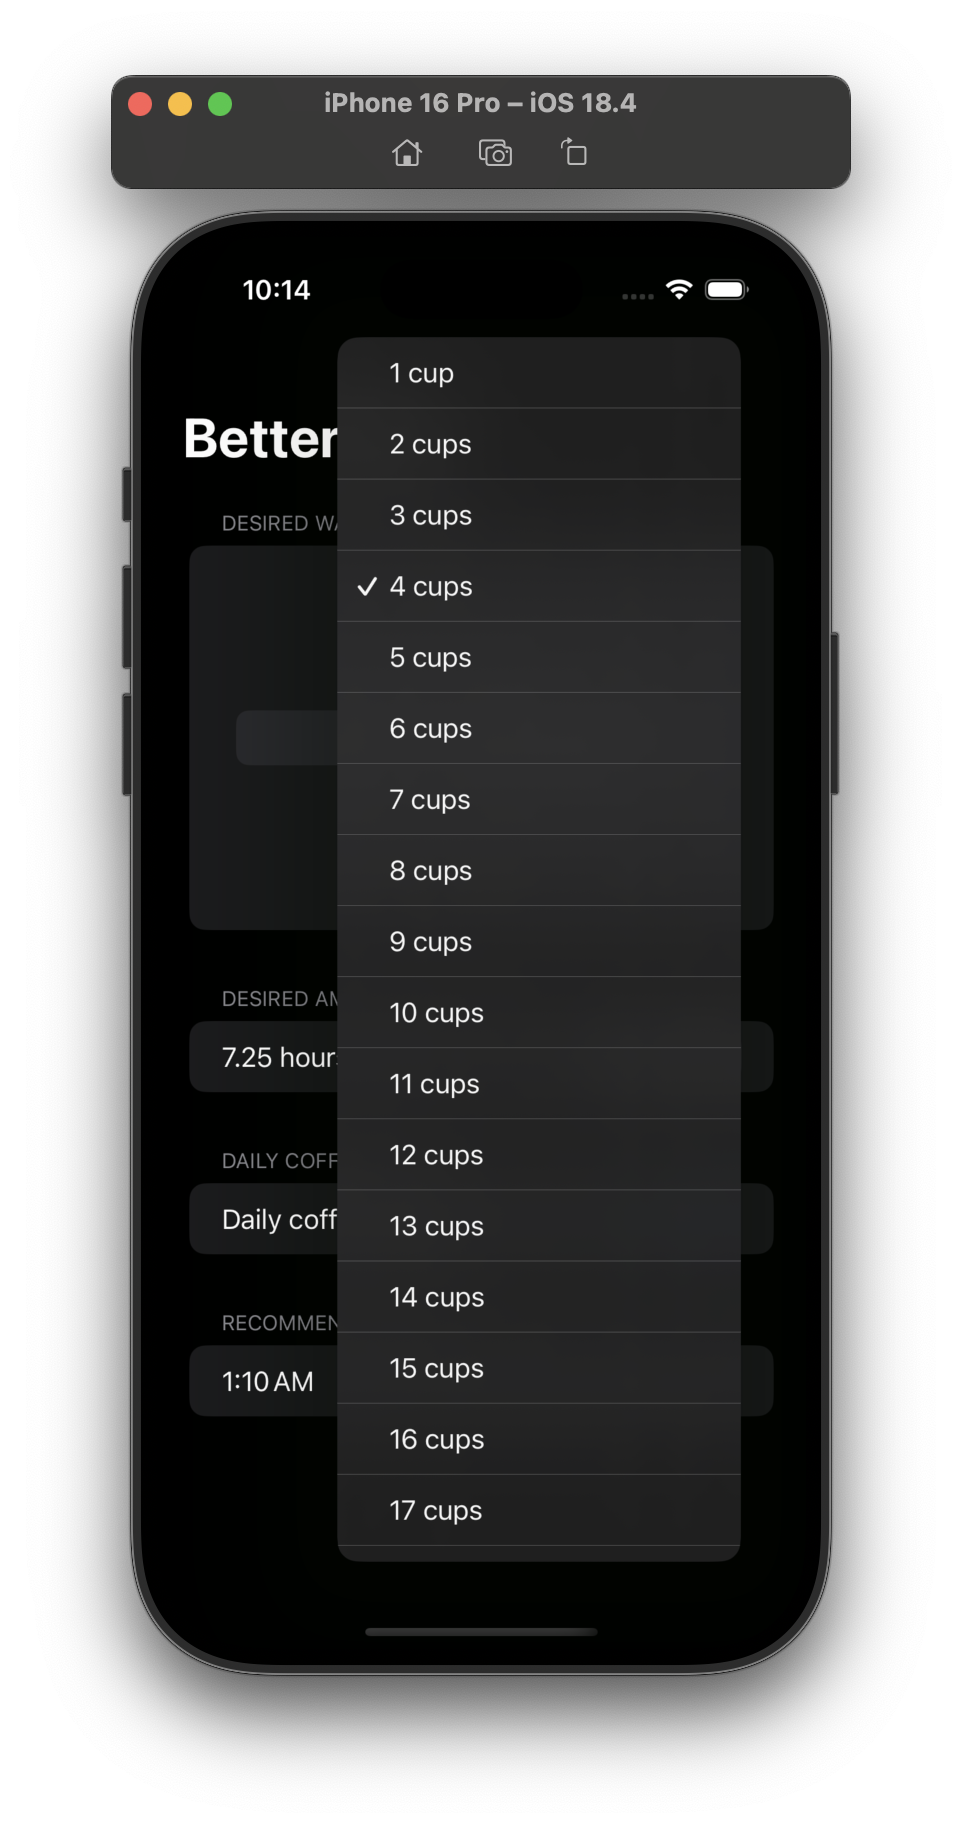 iPhone 16 Pro – iOS 18.4
10:14
Better
DESIRED WA
7.25 hours
DESIRED AM
DAILY COFF
Daily coff
RECOMMEN
1:10 AM
1 cup
2 cups
3 cups
4 cups
5 cups
6 cups
7 cups
8 cups
9 cups
10 cups
11 cups
12 cups
13 cups
14 cups
15 cups
16 cups
17 cups